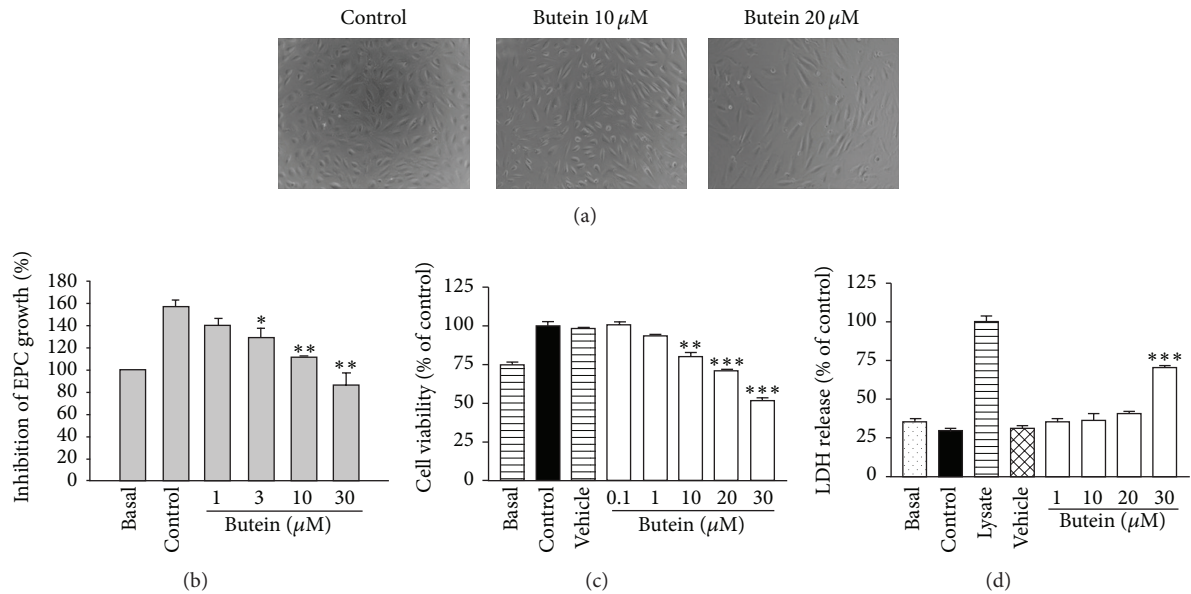 Control Butein 10 μM Butein 20 μM
(a)
Inhibition of EPC growth (%)
180
160
140
120
100
80
60
40
20
0
*
**
**
Basal
Control
1 3 10 30
Butein (μM)
(b)
Cell viability (% of control)
125
100
75
50
25
0
**
***
***
Basal
Control
Vehicle
0.1 1 10 20 30
Butein (μM)
(c)
LDH release (% of control)
125
100
75
50
25
0
***
Basal
Control
Lysate
Vehicle
1 10 20 30
Butein (μM)
(d)